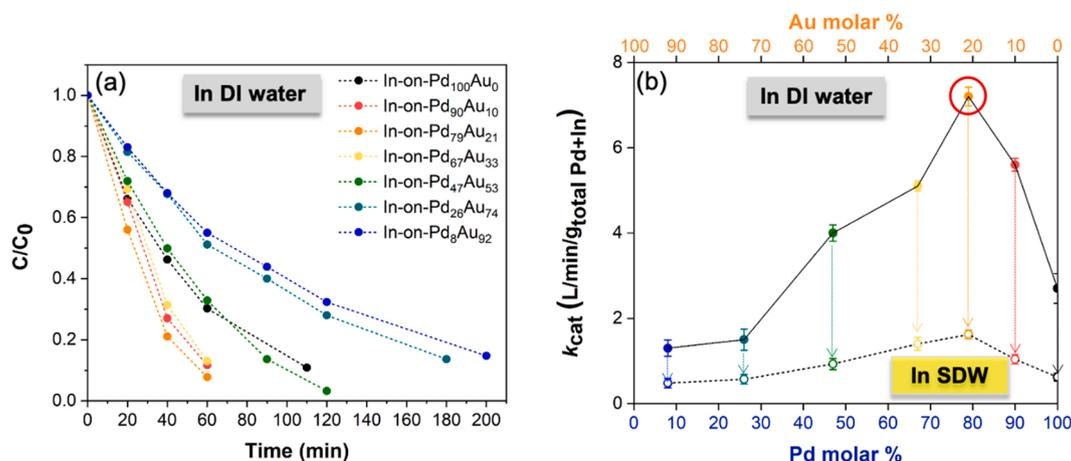 (a)
In DI water
In-on-Pd100Au0
In-on-Pd90Au10
In-on-Pd79Au21
In-on-Pd67Au33
In-on-Pd47Au53
In-on-Pd26Au74
In-on-Pd8Au92
C/C0
1.0
0.8
0.6
0.4
0.2
0.0
0 20 40 60 80 100 120 140 160 180 200
Time (min)
Au molar %
100 90 80 70 60 50 40 30 20 10 0
(b)
In DI water
kcat (L/min/gtotal Pd+In)
8
6
4
2
0
In SDW
0 10 20 30 40 50 60 70 80 90 100
Pd molar %